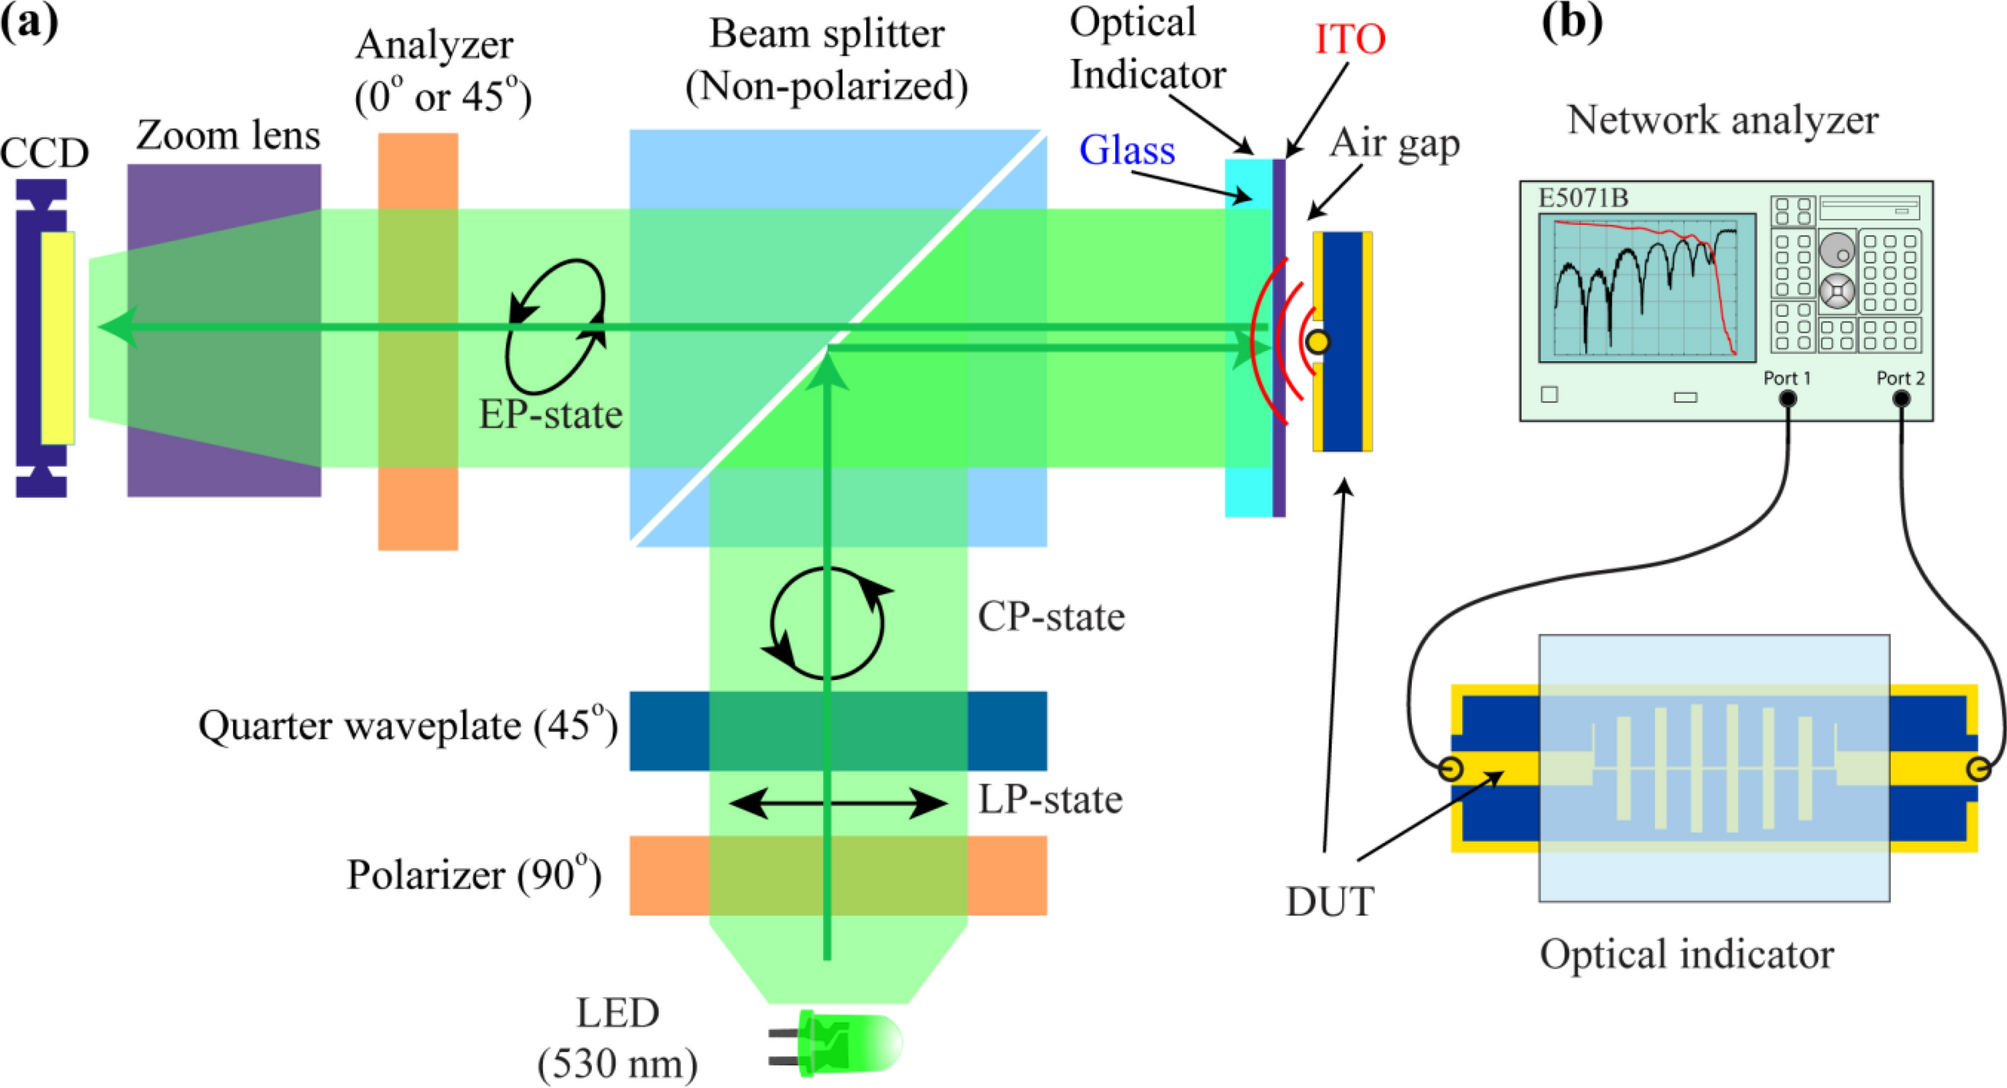 (a)
Analyzer
(0° or 45°)
Beam splitter
(Non-polarized)
Optical
Indicator
ITO
Glass
Air gap
CCD
Zoom lens
EP-state
CP-state
Quarter waveplate (45°)
LP-state
Polarizer (90°)
LED
(530 nm)
DUT
(b)
Network analyzer
E5071B
Port 1
Port 2
Optical indicator